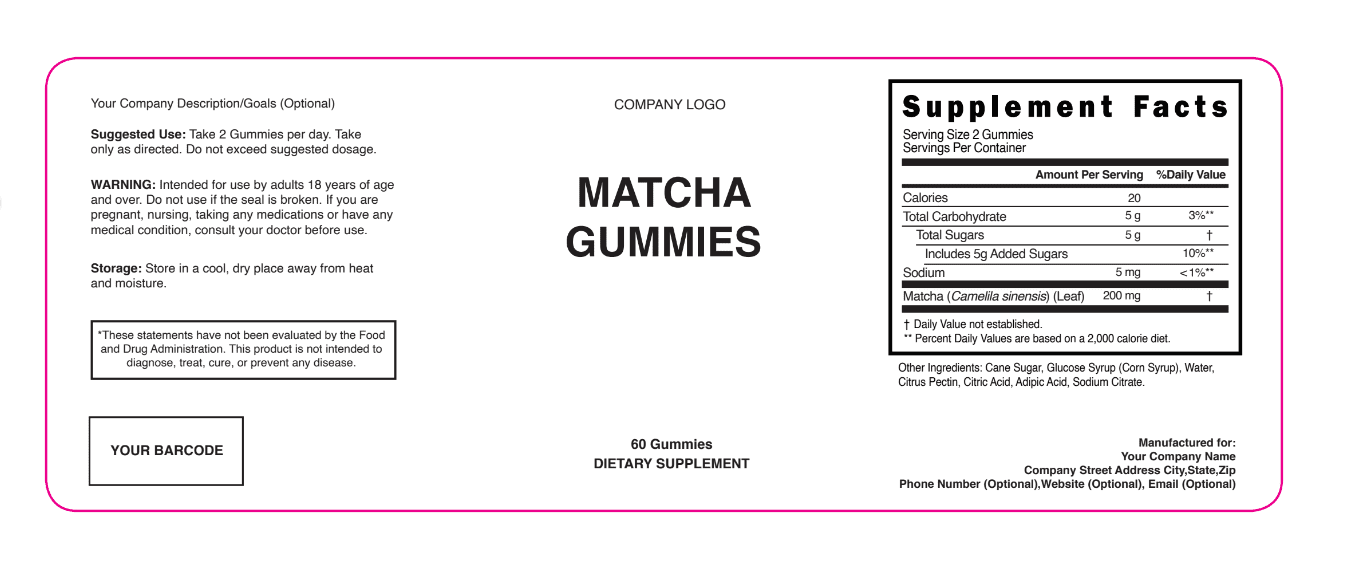 Your Company Description/Goals (Optional)
Suggested Use: Take 2 Gummies per day. Take
only as directed. Do not exceed suggested dosage.
WARNING: Intended for use by adults 18 years of age
and over. Do not use if the seal is broken. If you are
pregnant, nursing, taking any medications or have any
medical condition, consult your doctor before use.
Storage: Store in a cool, dry place away from heat
and moisture.
*These statements have not been evaluated by the Food
and Drug Administration. This product is not intended to
diagnose, treat, cure, or prevent any disease.
YOUR BARCODE
COMPANY LOGO
MATCHA
GUMMIES
60 Gummies
DIETARY SUPPLEMENT
Supplement Facts
Serving Size 2 Gummies
Servings Per Container
Amount Per Serving %Daily Value
Calories 20
Total Carbohydrate 5 g 3%**
Total Sugars 5 g †
Includes 5g Added Sugars 10%**
Sodium 5 mg <1%**
Matcha (Camelila sinensis) (Leaf) 200 mg †
† Daily Value not established.
** Percent Daily Values are based on a 2,000 calorie diet.
Other Ingredients: Cane Sugar, Glucose Syrup (Corn Syrup), Water,
Citrus Pectin, Citric Acid, Adipic Acid, Sodium Citrate.
Manufactured for:
Your Company Name
Company Street Address City,State,Zip
Phone Number (Optional),Website (Optional), Email (Optional)